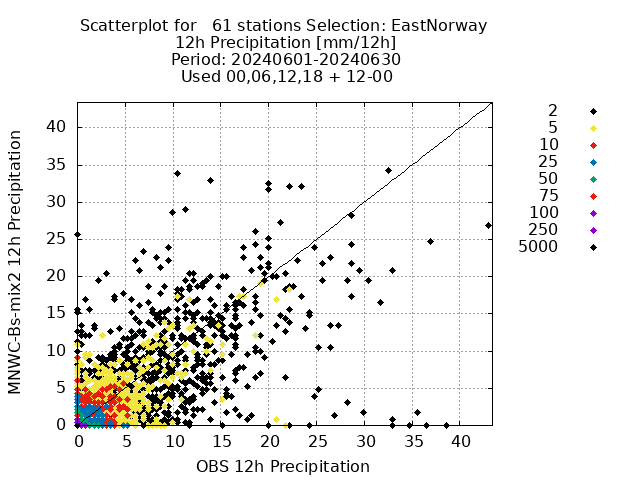 Scatterplot for 61 stations Selection: EastNorway
12h Precipitation [mm/12h]
Period: 20240601-20240630
Used 00,06,12,18 + 12-00
MNWC-Bs-mix2 12h Precipitation
40
35
30
25
20
15
10
5
0
0 5 10 15 20 25 30 35 40
OBS 12h Precipitation
2
5
10
25
50
75
100
250
5000